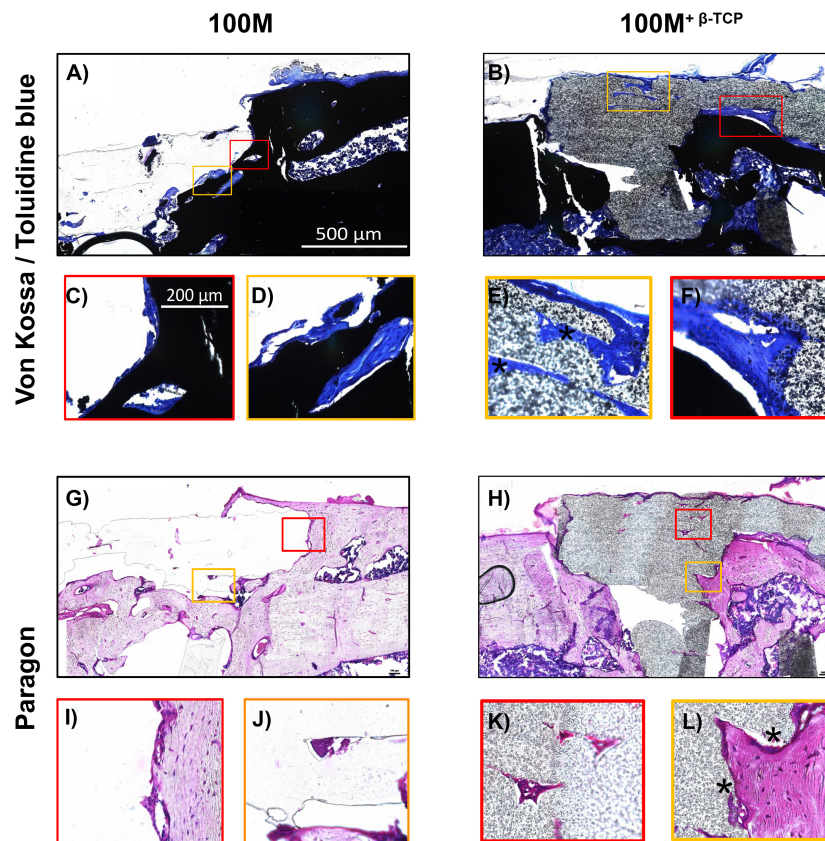 100M
100M+ β-TCP
Von Kossa / Toluidine blue
A)
B)
500 µm
C)
200 µm
D)
E)
*
*
F)
Paragon
G)
H)
I)
J)
K)
L)
*
*